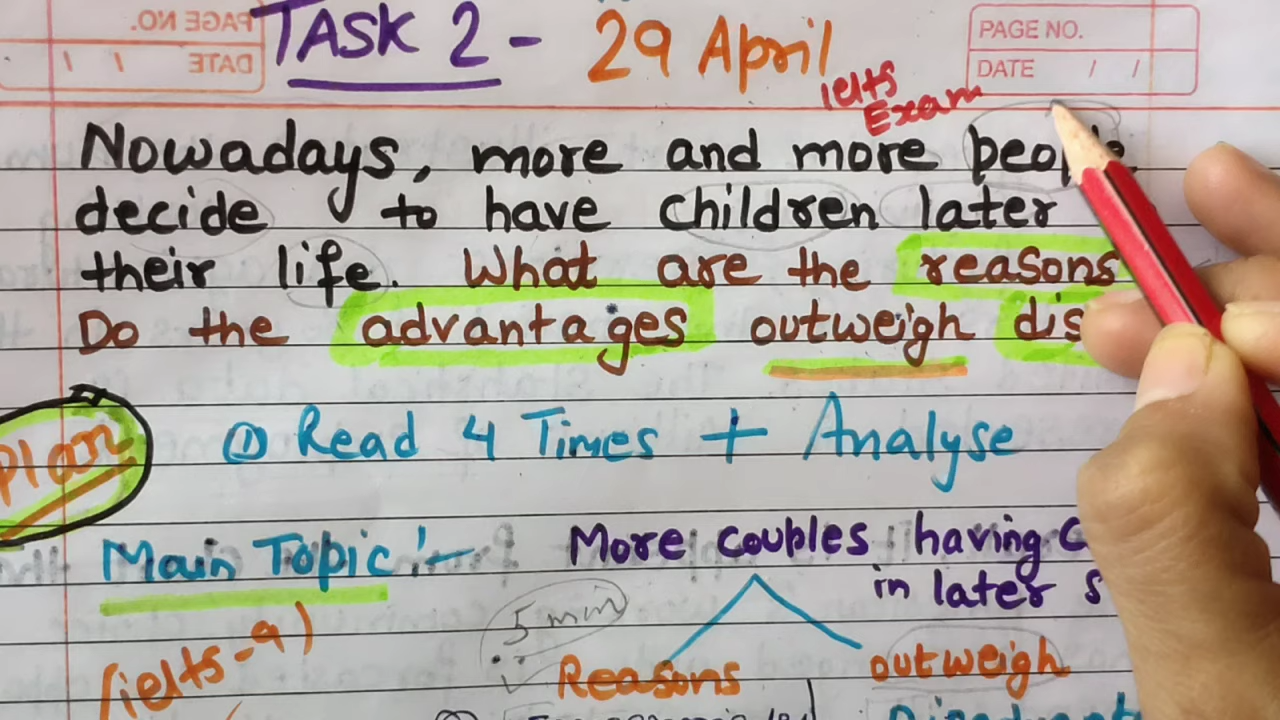 PAGE NO.
DATE / /
TASK 2 - 29 April
PAGE NO.
DATE / /
Ielts
Exam
Nowadays, more and more people
decide to have children later
their life. What are the reasons
Do the advantages outweigh dis
Plan
① Read 4 Times + Analyse
Main Topic :- More couples having c
in later s
5 min
(ielts-9)
Reasons
outweigh